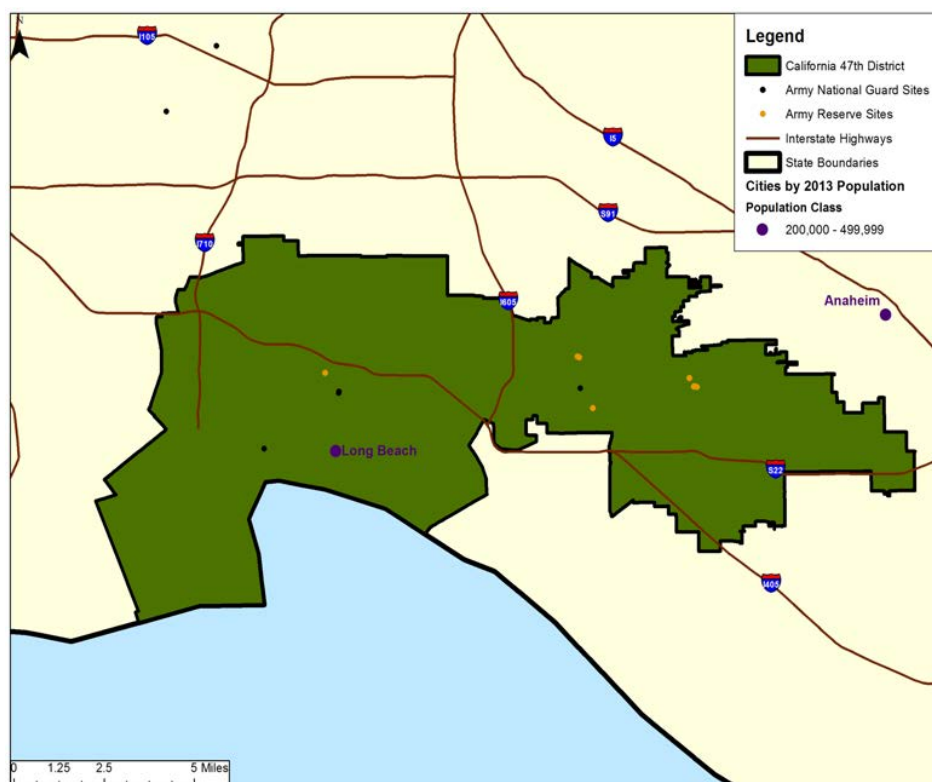 N
I105
Legend
California 47th District
Army National Guard Sites
Army Reserve Sites
Interstate Highways
State Boundaries
Cities by 2013 Population
Population Class
200,000 - 499,999
I5
S91
I710
I605
Anaheim
Long Beach
S22
I405
0 1.25 2.5 5 Miles